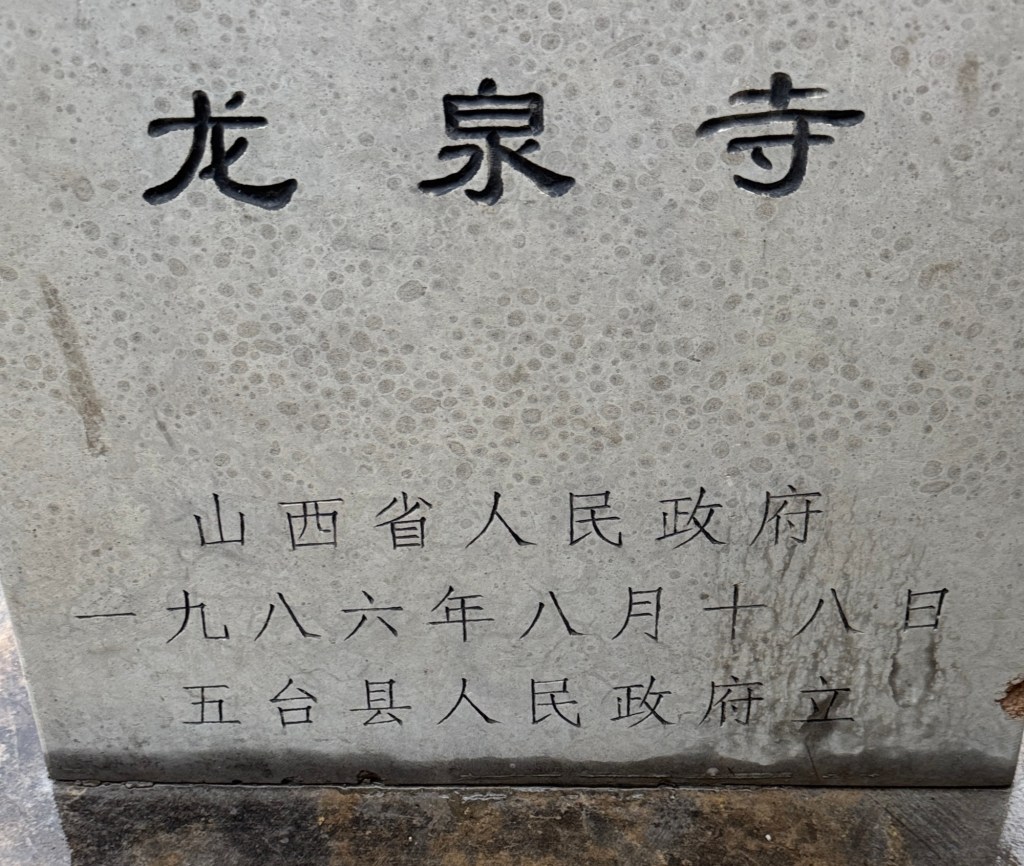 龙泉寺
山西省人民政府
一九八六年八月十八日
五台县人民政府立